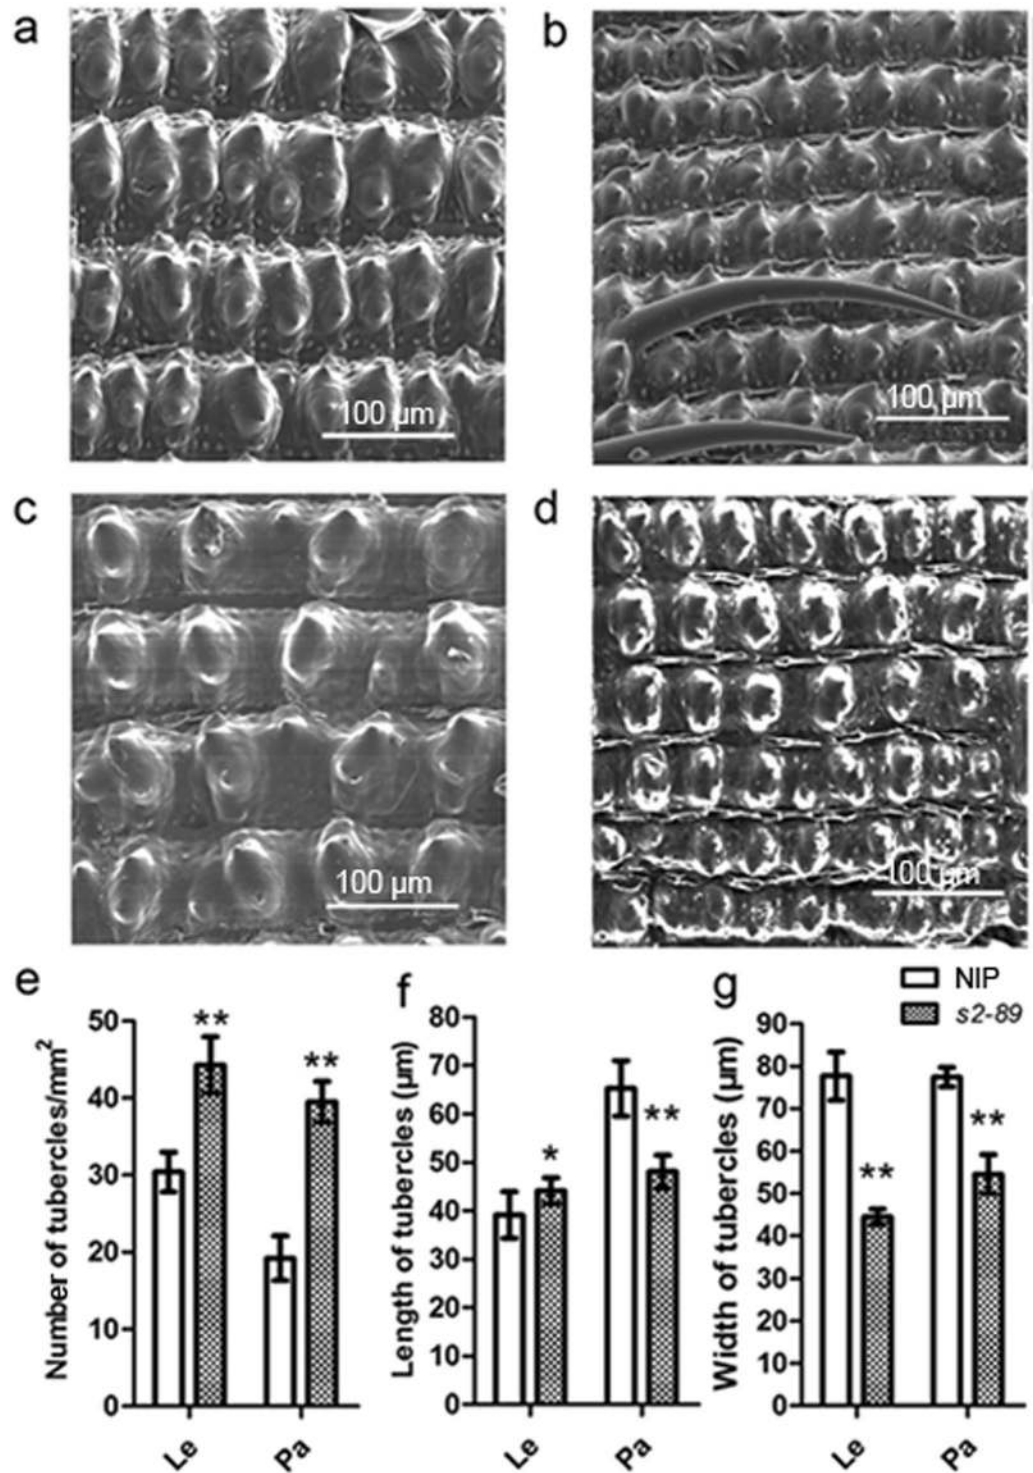 a
b
100 μm
100 μm
c
d
100 μm
100 μm
e
f
g
NIP
s2-89
Number of tubercles/mm²
50
40
30
20
10
0
**
**
Le
Pa
Length of tubercles (μm)
80
70
60
50
40
30
20
10
0
*
**
Le
Pa
Width of tubercles (μm)
90
80
70
60
50
40
30
20
10
0
**
**
Le
Pa